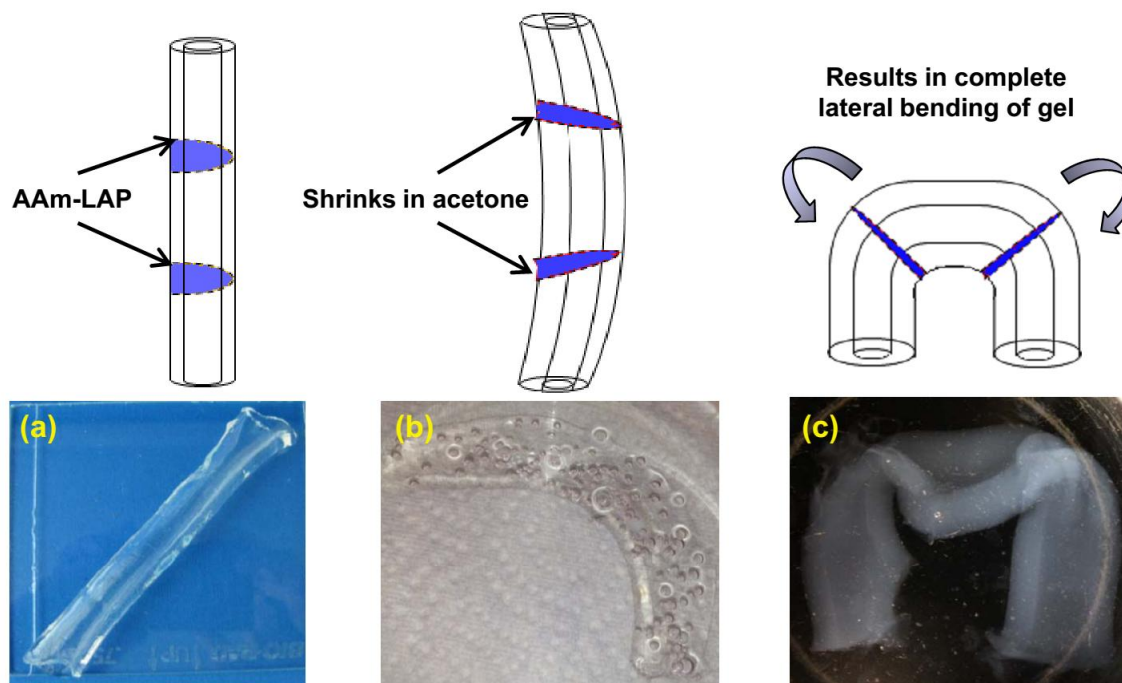 Results in complete
lateral bending of gel
AAm-LAP
Shrinks in acetone
(a)
(b)
(c)